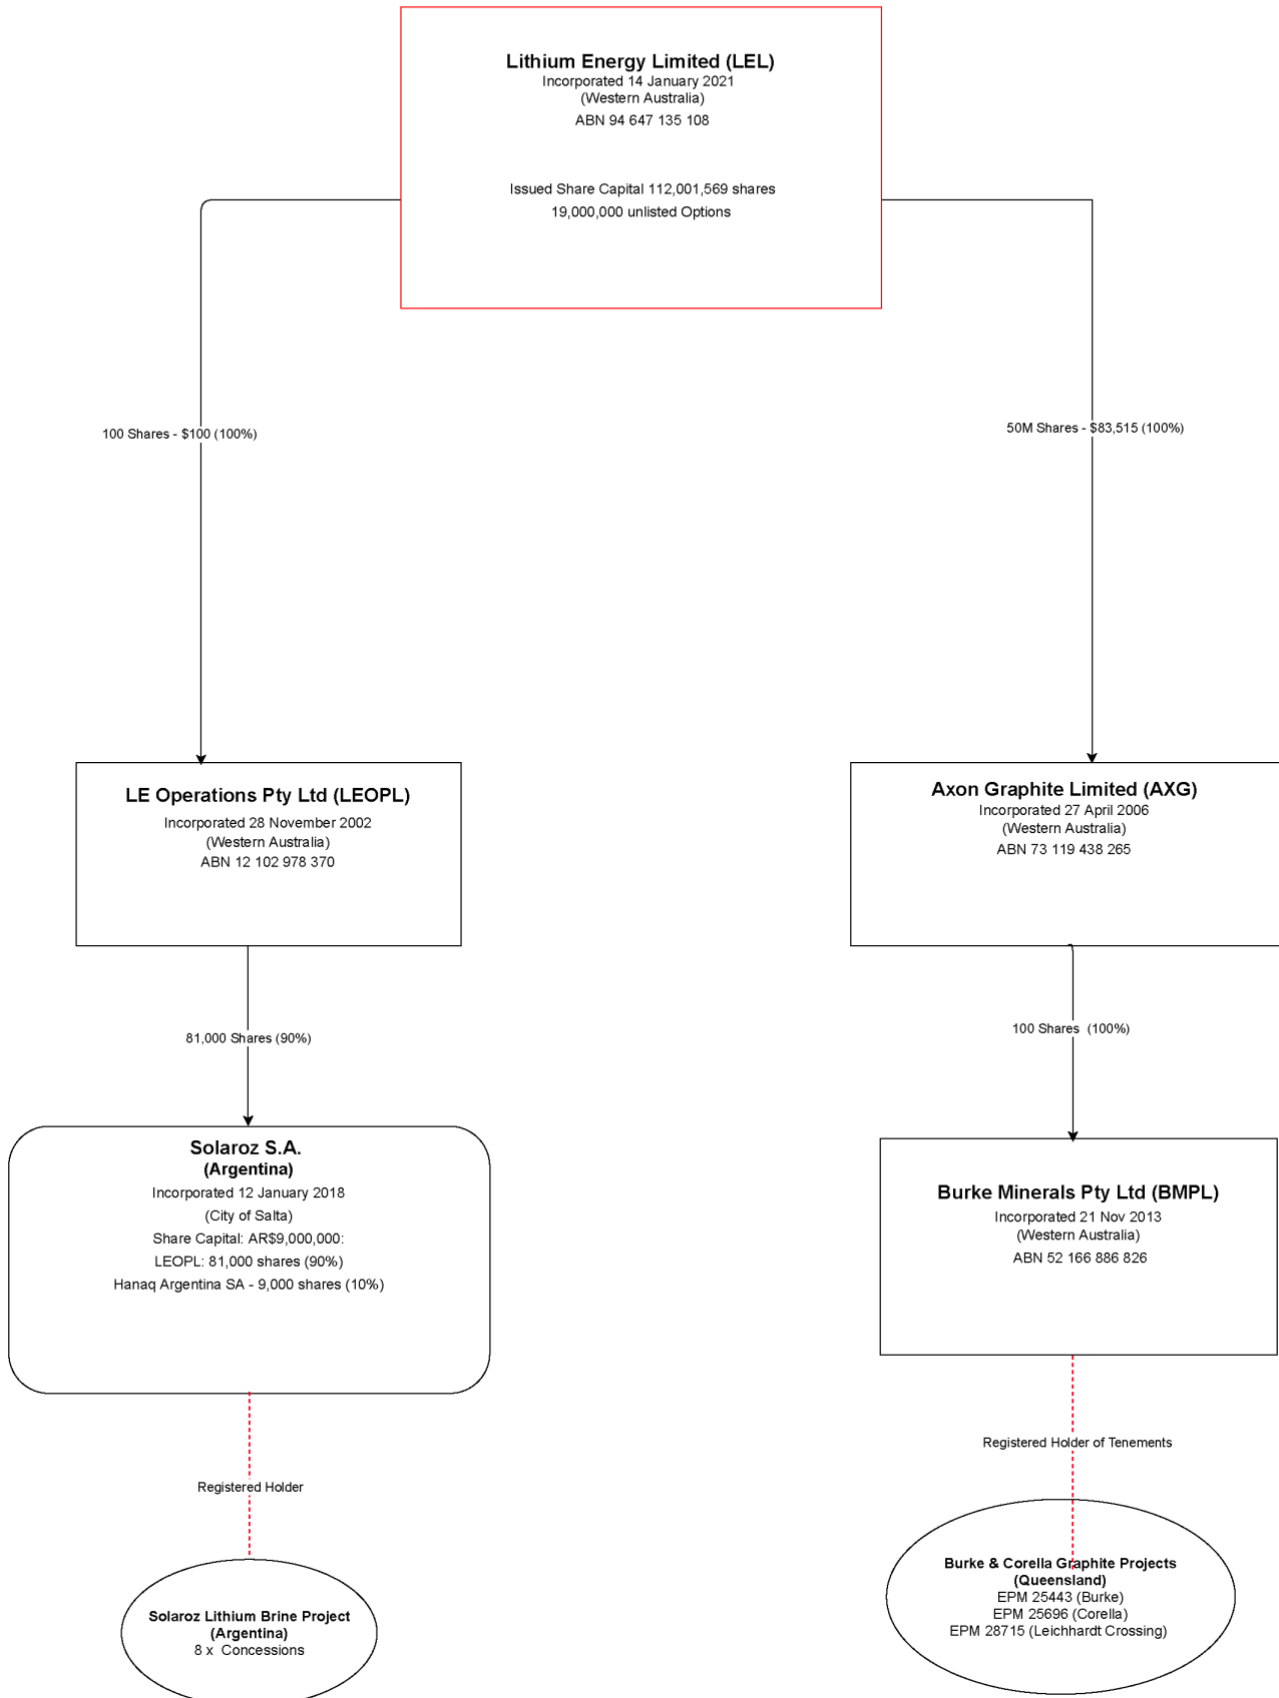 Lithium Energy Limited (LEL)
Incorporated 14 January 2021
(Western Australia)
ABN 94 647 135 108
Issued Share Capital 112,001,569 shares
19,000,000 unlisted Options
100 Shares - $100 (100%)
50M Shares - $83,515 (100%)
LE Operations Pty Ltd (LEOPL)
Incorporated 28 November 2002
(Western Australia)
ABN 12 102 978 370
Axon Graphite Limited (AXG)
Incorporated 27 April 2006
(Western Australia)
ABN 73 119 438 265
81,000 Shares (90%)
100 Shares (100%)
Solaroz S.A.
(Argentina)
Incorporated 12 January 2018
(City of Salta)
Share Capital: AR$9,000,000:
LEOPL: 81,000 shares (90%)
Hanaq Argentina SA - 9,000 shares (10%)
Burke Minerals Pty Ltd (BMPL)
Incorporated 21 Nov 2013
(Western Australia)
ABN 52 166 886 826
Registered Holder
Registered Holder of Tenements
Solaroz Lithium Brine Project
(Argentina)
8 x Concessions
Burke & Corella Graphite Projects
(Queensland)
EPM 25443 (Burke)
EPM 25696 (Corella)
EPM 28715 (Leichhardt Crossing)